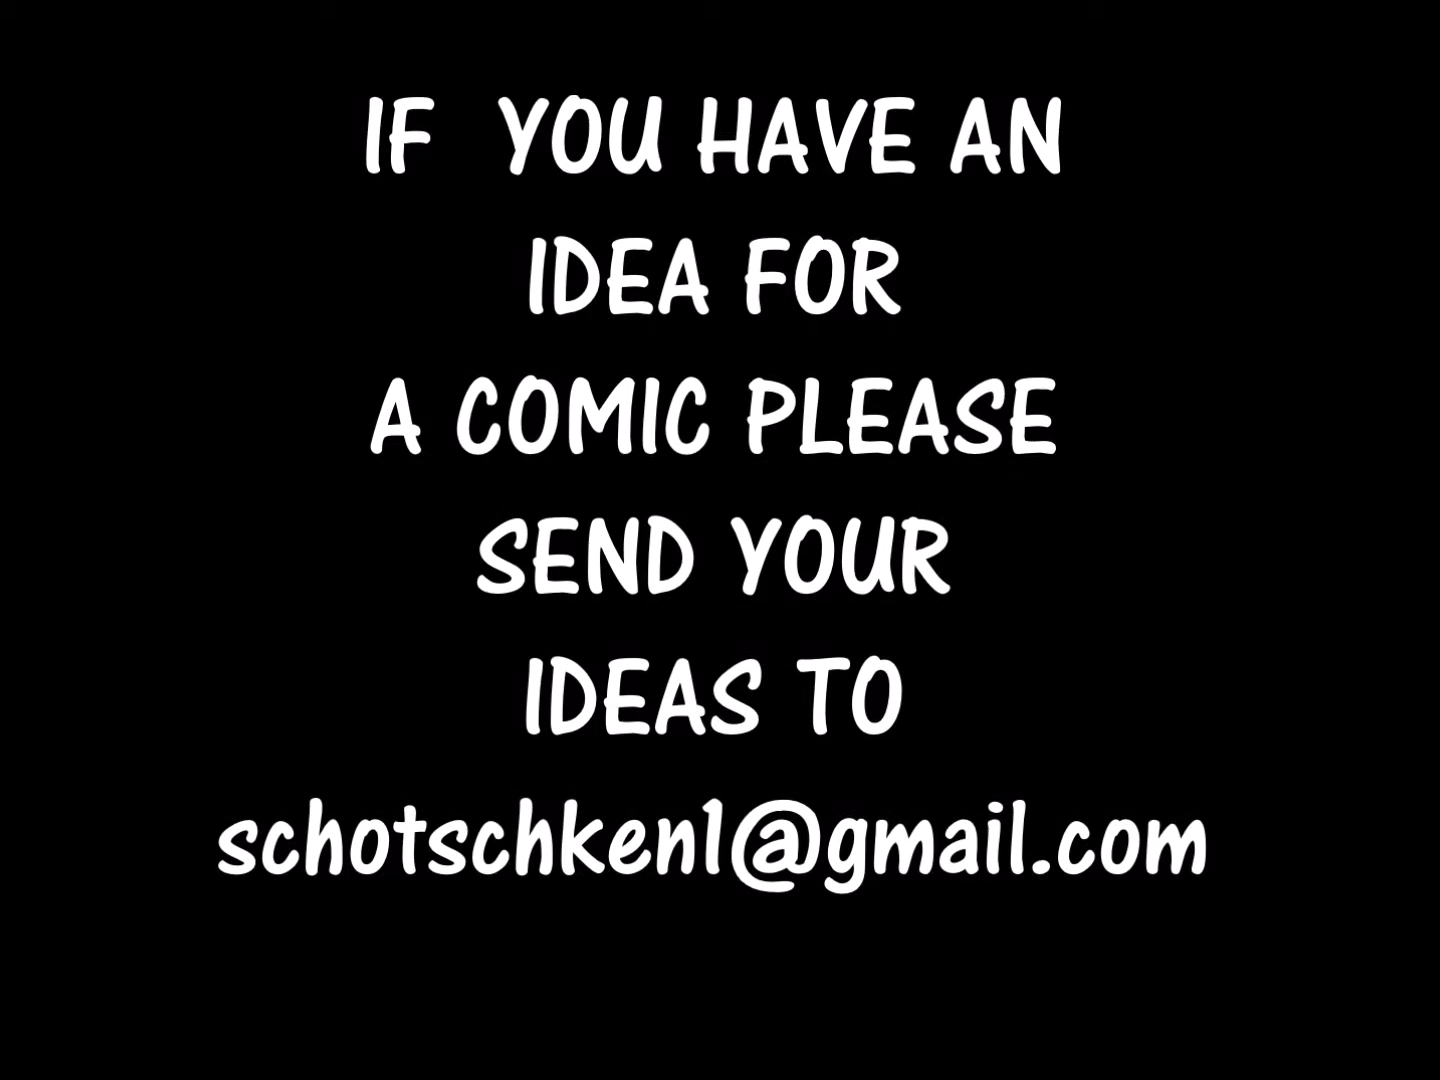 IF YOU HAVE AN
IDEA FOR
A COMIC PLEASE
SEND YOUR
IDEAS TO
schotschken1@gmail.com